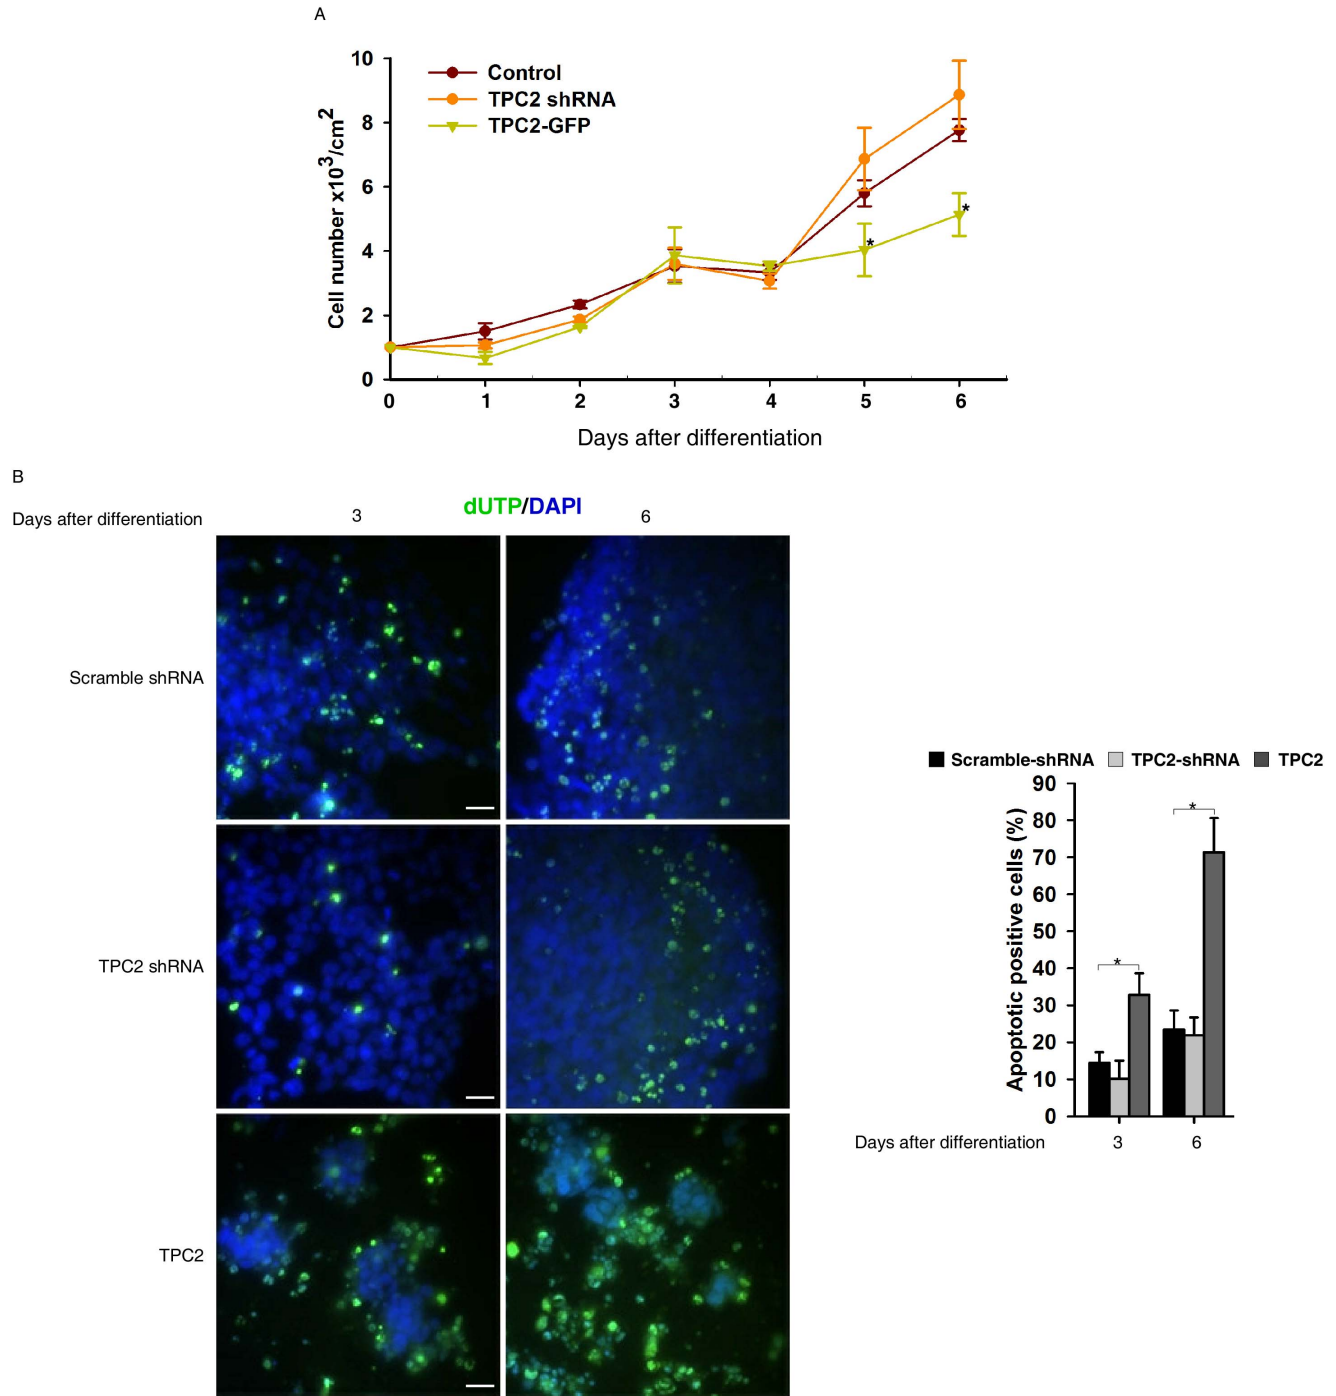 A
10
8
6
4
2
0
Cell number x10³/cm²
Control
TPC2 shRNA
TPC2-GFP
*
*
0 1 2 3 4 5 6
Days after differentiation
B
dUTP/DAPI
Days after differentiation 3 6
Scramble shRNA
TPC2 shRNA
TPC2
Scramble-shRNA TPC2-shRNA TPC2
90
80
70
60
50
40
30
20
10
0
Apoptotic positive cells (%)
*
*
Days after differentiation 3 6